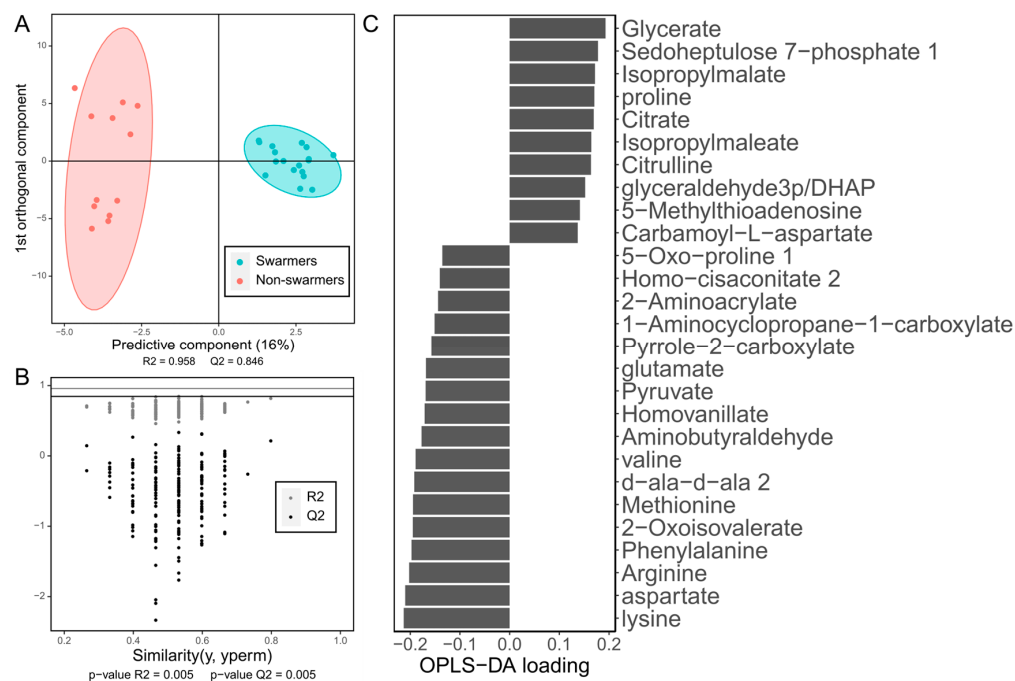 A
10
5
0
−5
−10
1st orthogonal component
Swarmers
Non-swarmers
−5.0
−2.5
0.0
2.5
Predictive component (16%)
R2 = 0.958 Q2 = 0.846
B
1
0
−1
−2
R2
Q2
0.2
0.4
0.6
0.8
1.0
Similarity(y, yperm)
p-value R2 = 0.005 p-value Q2 = 0.005
C
Glycerate
Sedoheptulose 7−phosphate 1
Isopropylmalate
proline
Citrate
Isopropylmaleate
Citrulline
glyceraldehyde3p/DHAP
5−Methylthioadenosine
Carbamoyl−L−aspartate
5−Oxo−proline 1
Homo−cisaconitate 2
2−Aminoacrylate
1−Aminocyclopropane−1−carboxylate
Pyrrole−2−carboxylate
glutamate
Pyruvate
Homovanillate
Aminobutyraldehyde
valine
d−ala−d−ala 2
Methionine
2−Oxoisovalerate
Phenylalanine
Arginine
aspartate
lysine
−0.2
−0.1
0.0
0.1
0.2
OPLS−DA loading